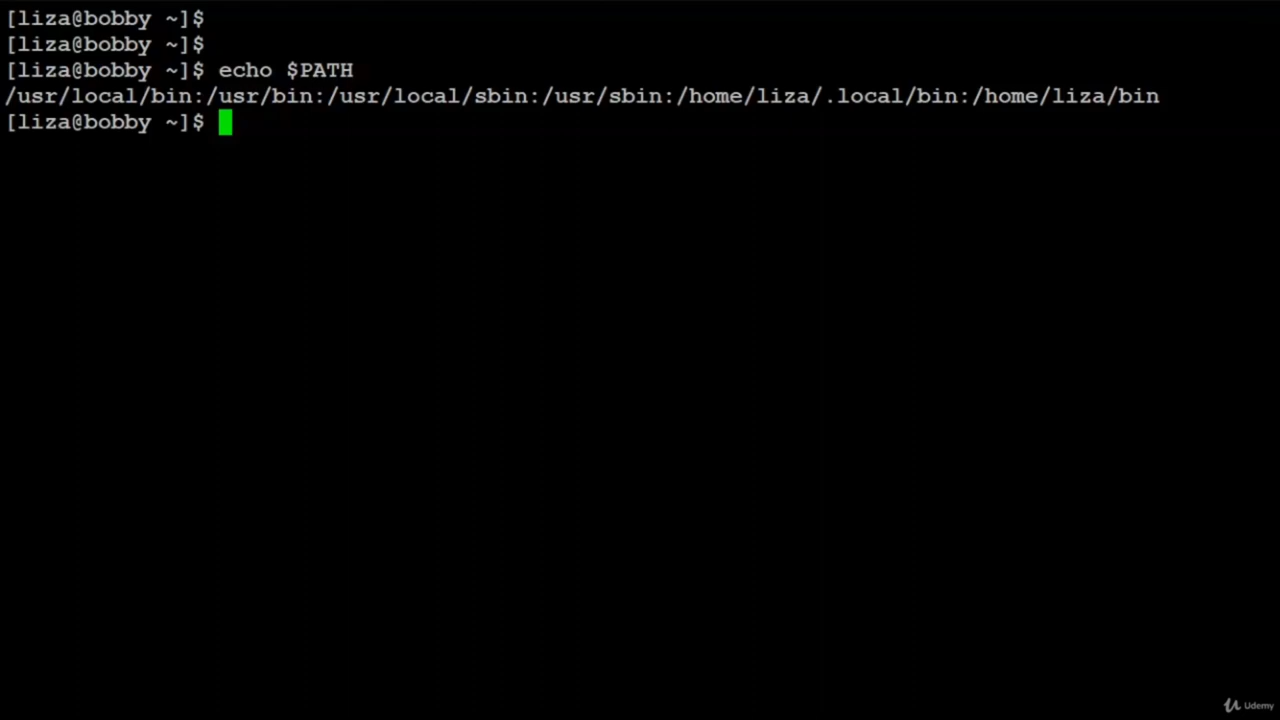 [liza@bobby ~]$
[liza@bobby ~]$
[liza@bobby ~]$ echo $PATH
/usr/local/bin:/usr/bin:/usr/local/sbin:/usr/sbin:/home/liza/.local/bin:/home/liza/bin
[liza@bobby ~]$
Udemy